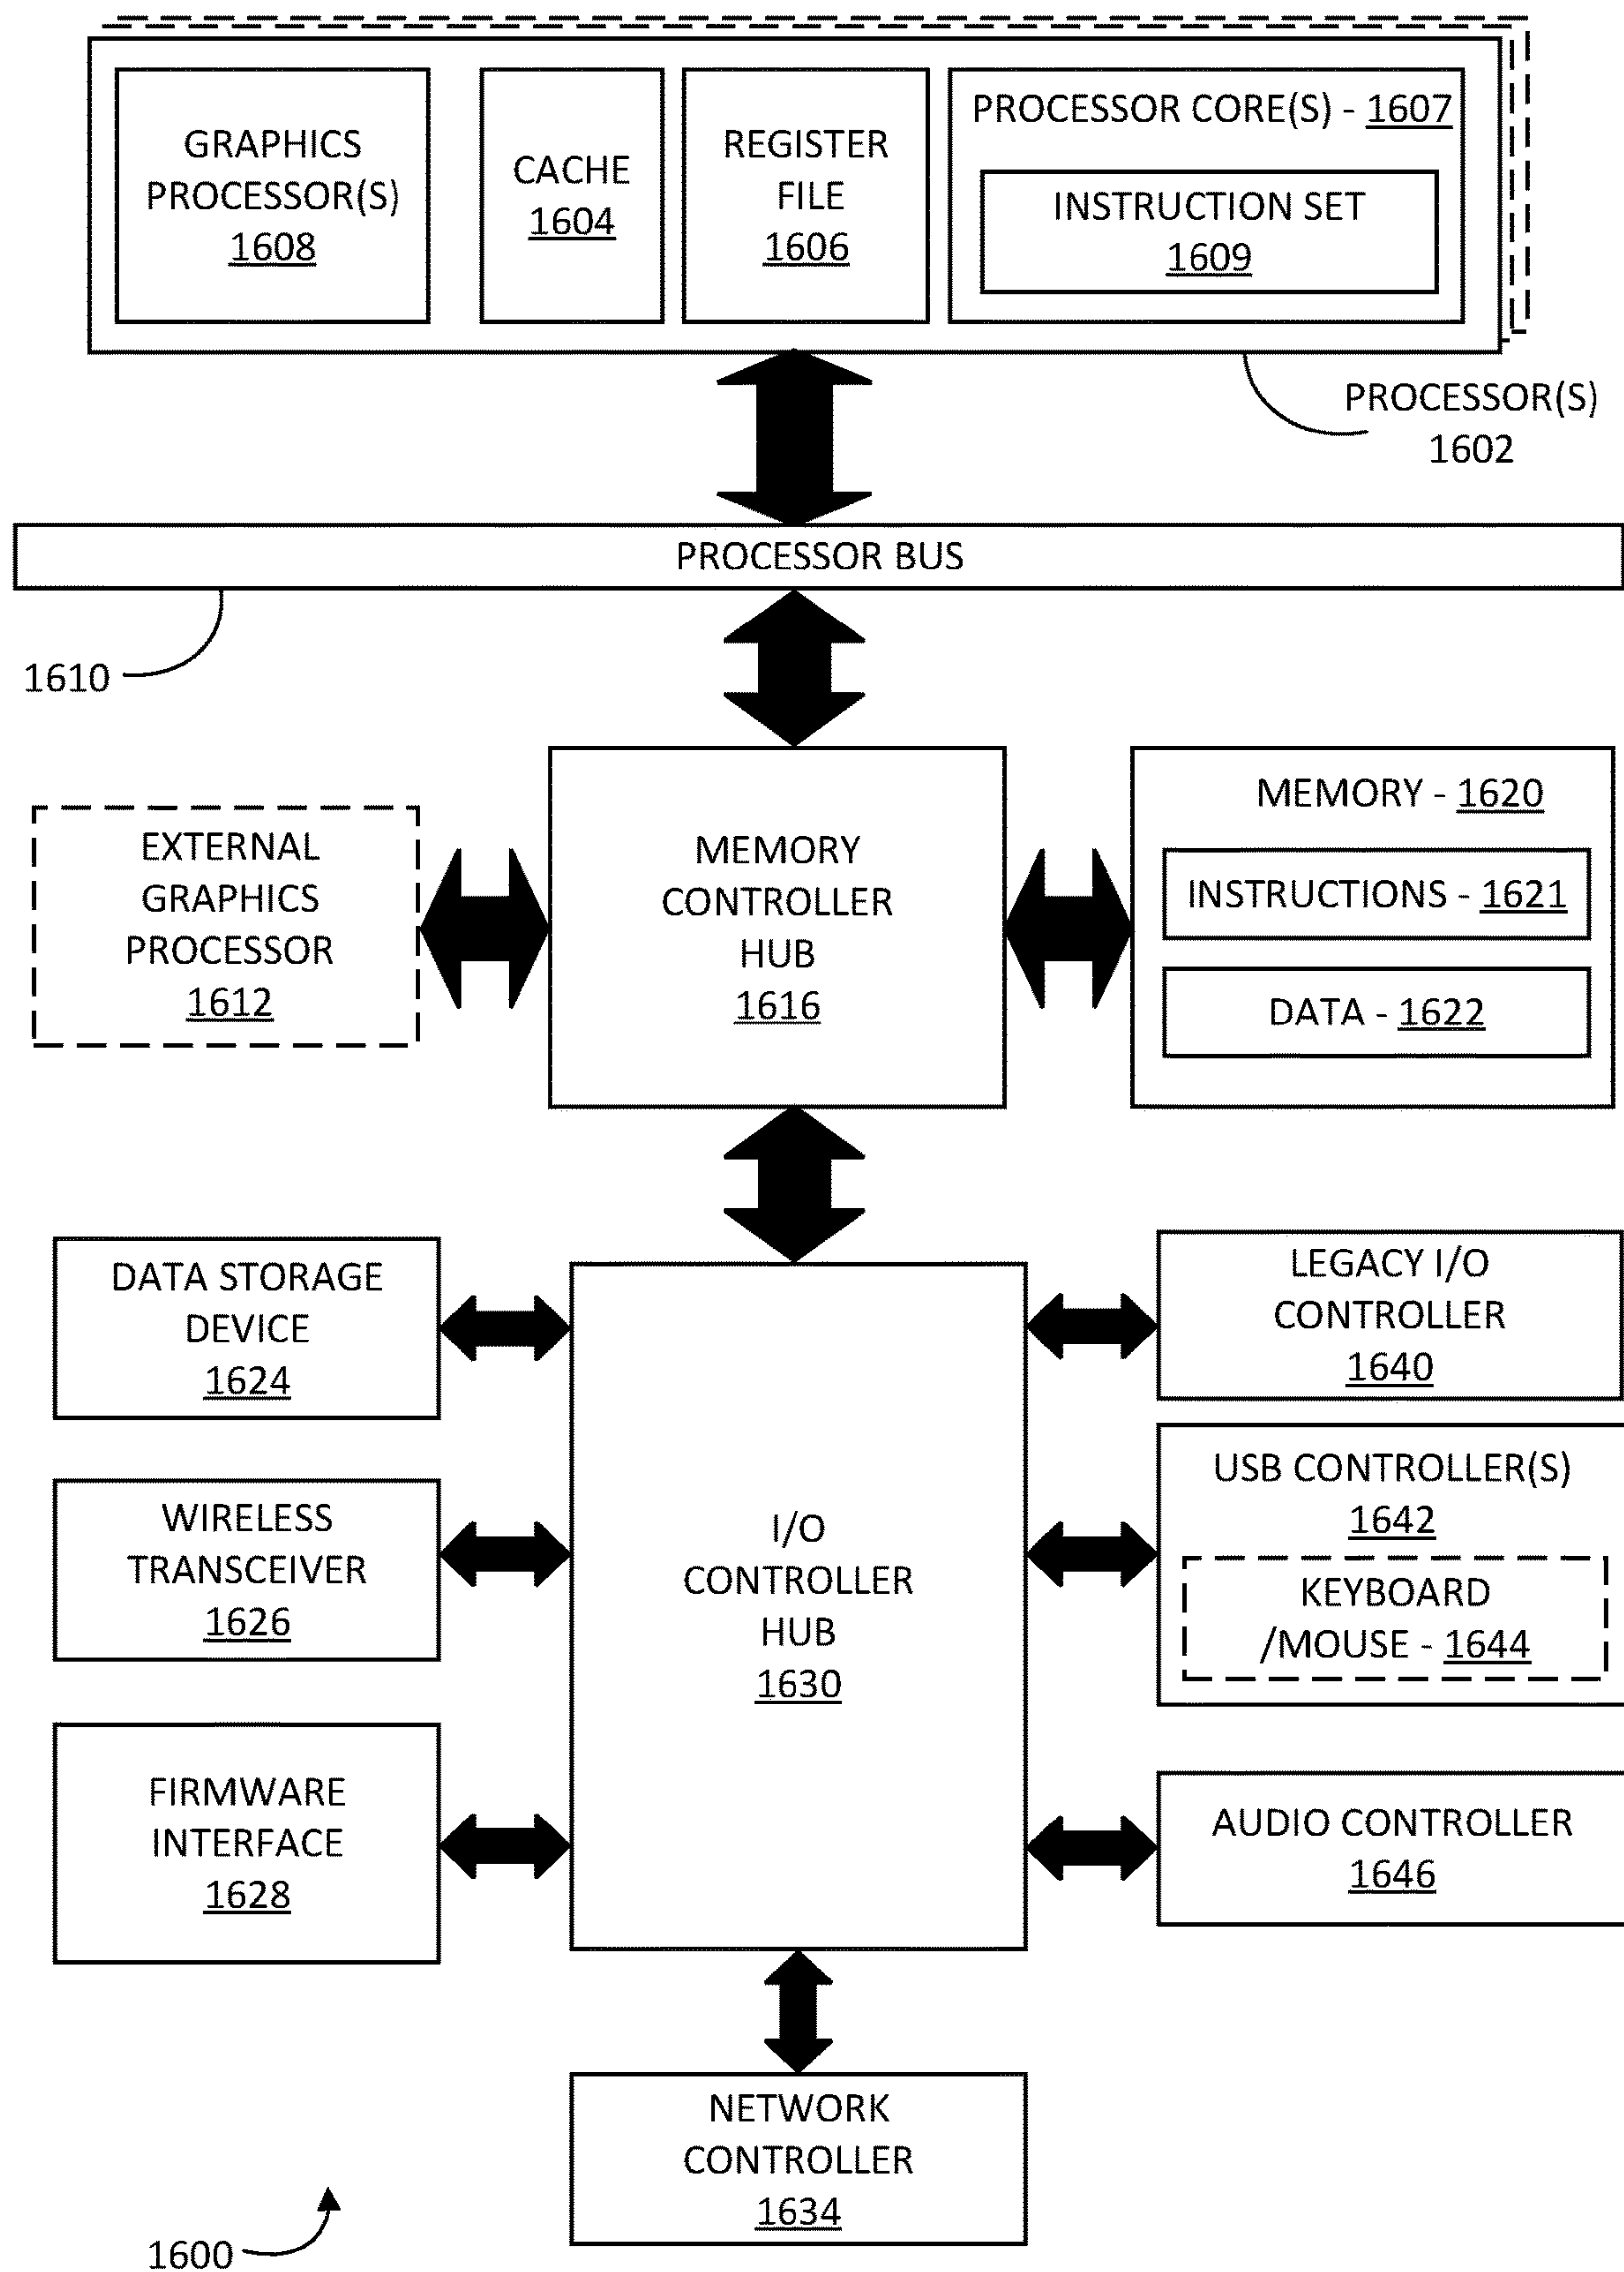 GRAPHICS
PROCESSOR(S)
1608
CACHE
1604
REGISTER
FILE
1606
PROCESSOR CORE(S) - 1607
INSTRUCTION SET
1609
PROCESSOR(S)
1602
PROCESSOR BUS
1610
EXTERNAL
GRAPHICS
PROCESSOR
1612
MEMORY
CONTROLLER
HUB
1616
MEMORY - 1620
INSTRUCTIONS - 1621
DATA - 1622
DATA STORAGE
DEVICE
1624
WIRELESS
TRANSCEIVER
1626
FIRMWARE
INTERFACE
1628
I/O
CONTROLLER
HUB
1630
LEGACY I/O
CONTROLLER
1640
USB CONTROLLER(S)
1642
KEYBOARD
/MOUSE - 1644
AUDIO CONTROLLER
1646
NETWORK
CONTROLLER
1634
1600